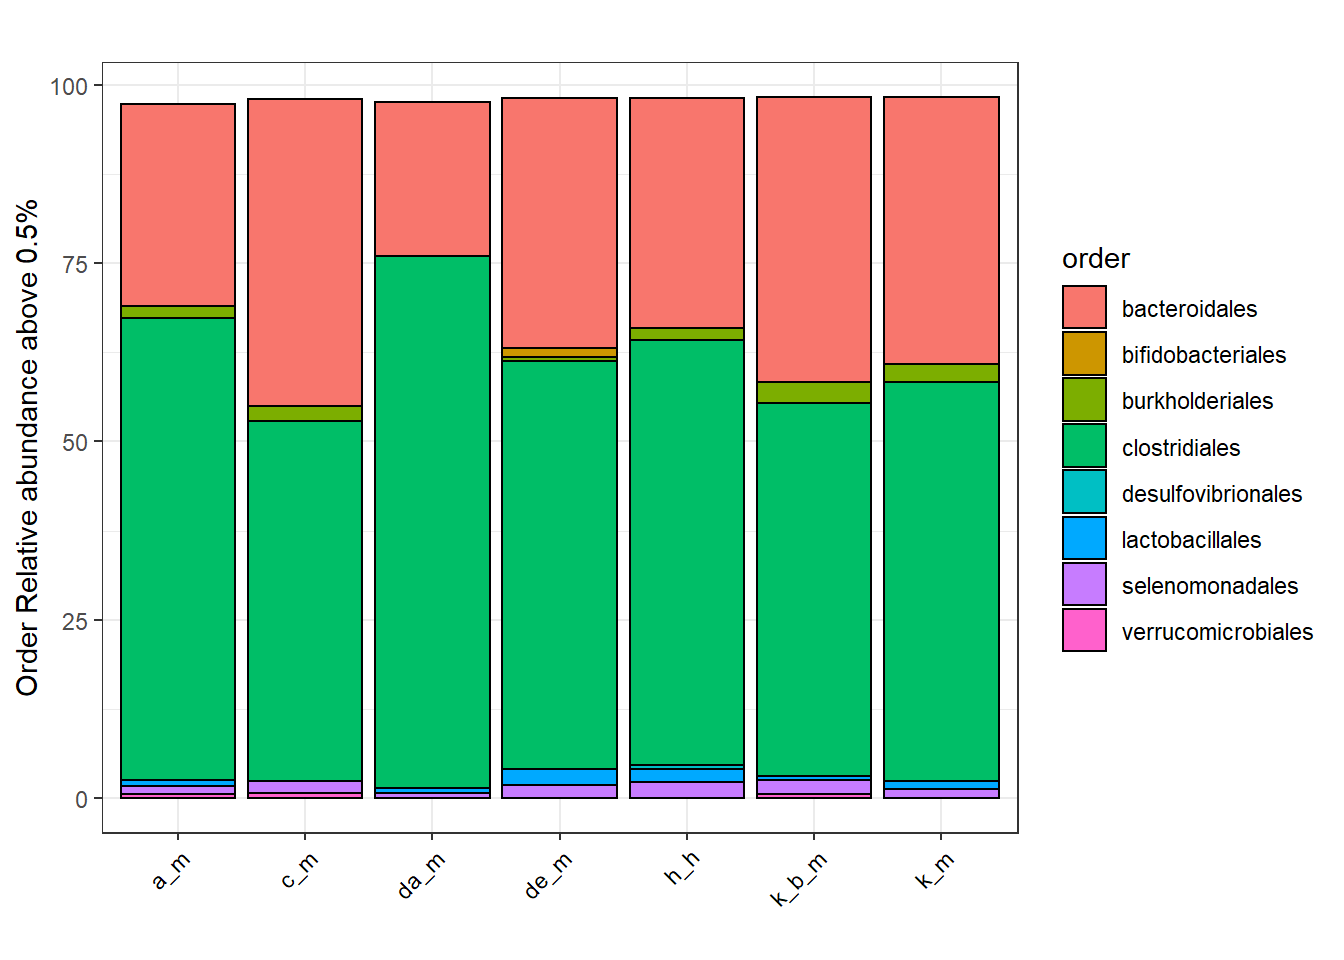 Order Relative abundance above 0.5%
100
75
50
25
0
a_m
c_m
da_m
de_m
h_h
k_b_m
k_m
order
bacteroidales
bifidobacteriales
burkholderiales
clostridiales
desulfovibrionales
lactobacillales
selenomonadales
verrucomicrobiales